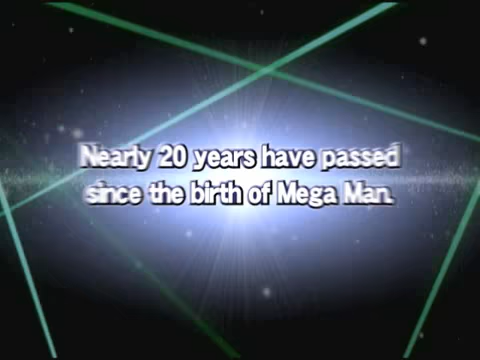 Nearly 20 years have passed
since the birth of Mega Man.